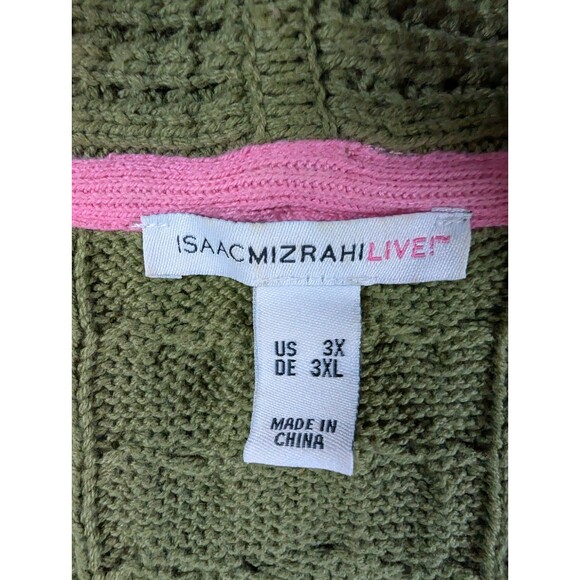 ISAACMIZRAHILIVE!™
US 3X
DE 3XL
MADE IN
CHINA